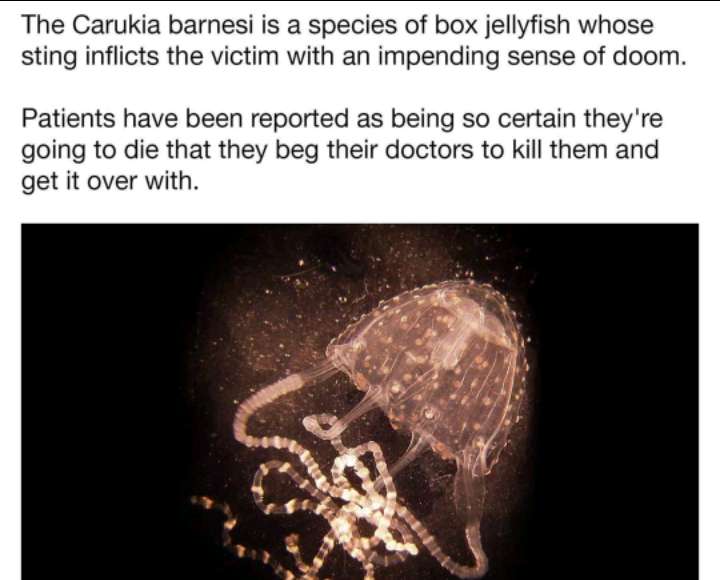 The Carukia barnesi is a species of box jellyfish whose
sting inflicts the victim with an impending sense of doom.
Patients have been reported as being so certain they're
going to die that they beg their doctors to kill them and
get it over with.